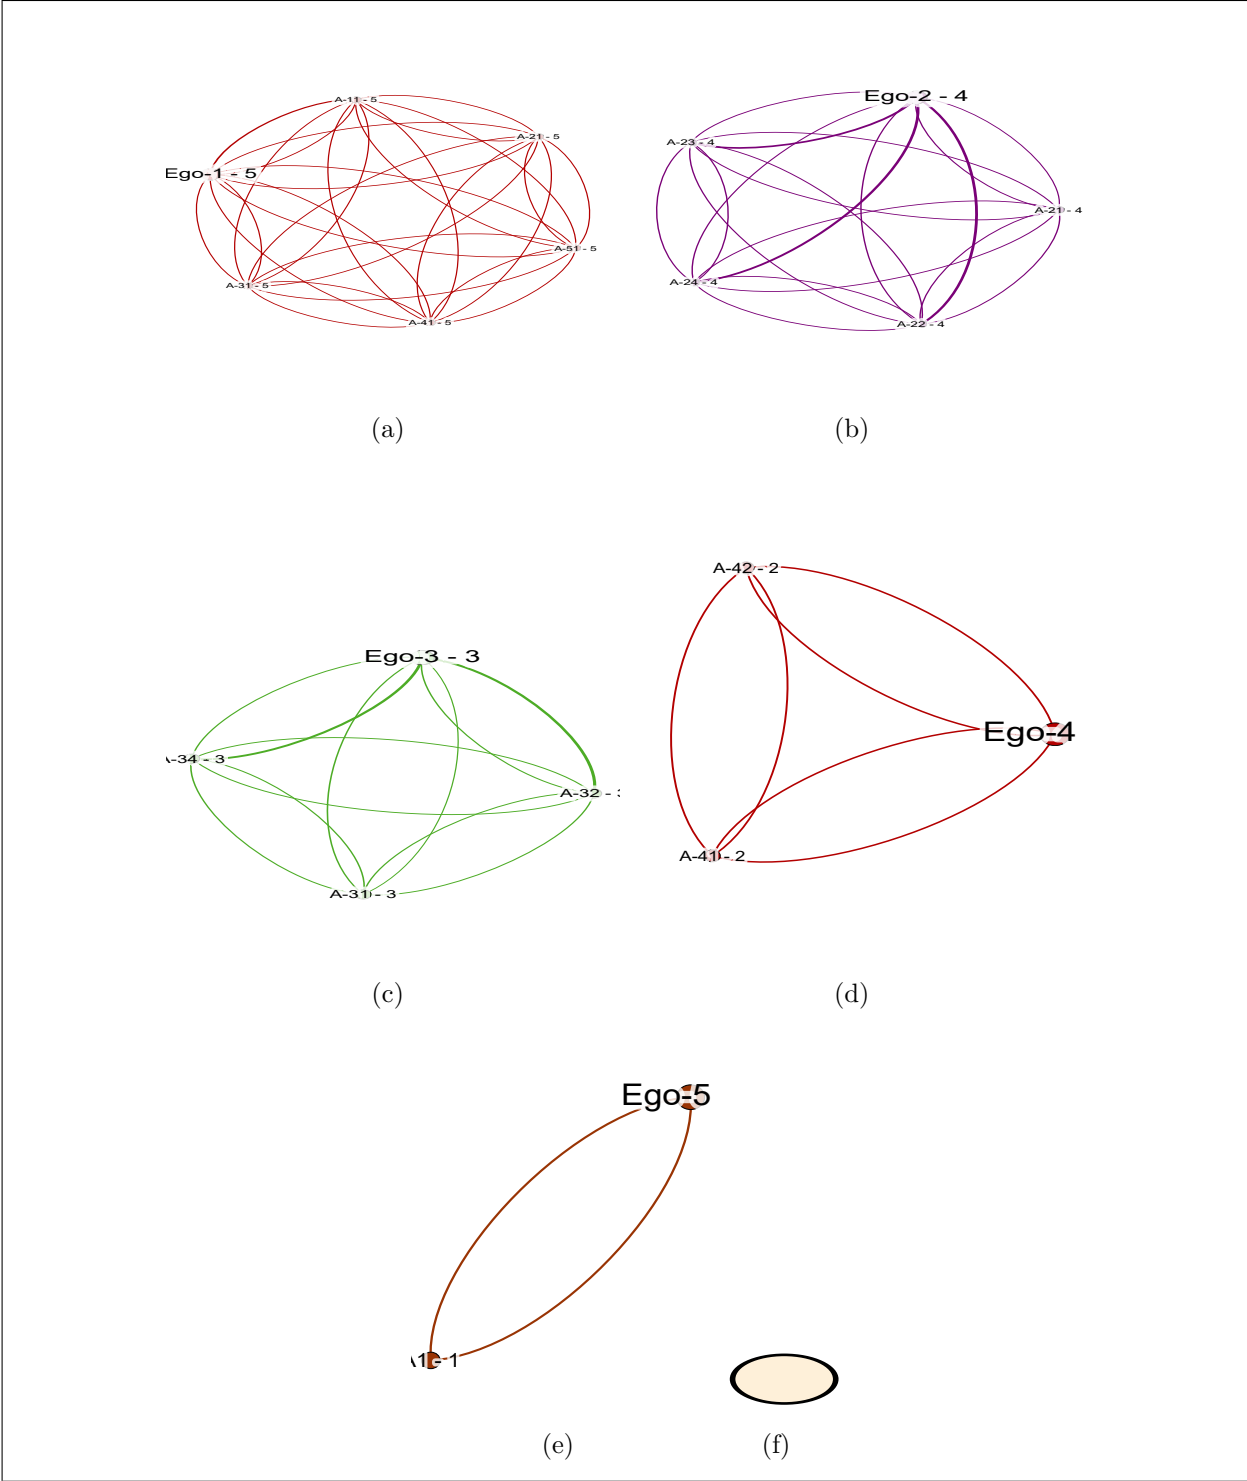 A-11 - 5
A-21 - 5
Ego-1 - 5
A-51 - 5
A-31 - 5
A-41 - 5
(a)
Ego-2 - 4
A-23 - 4
A-21 - 4
A-24 - 4
A-22 - 4
(b)
Ego-3 - 3
A-34 - 3
A-32 - 3
A-31 - 3
(c)
A-42 - 2
Ego-4
A-41 - 2
(d)
Ego-5
1 - 1
(e)
(f)